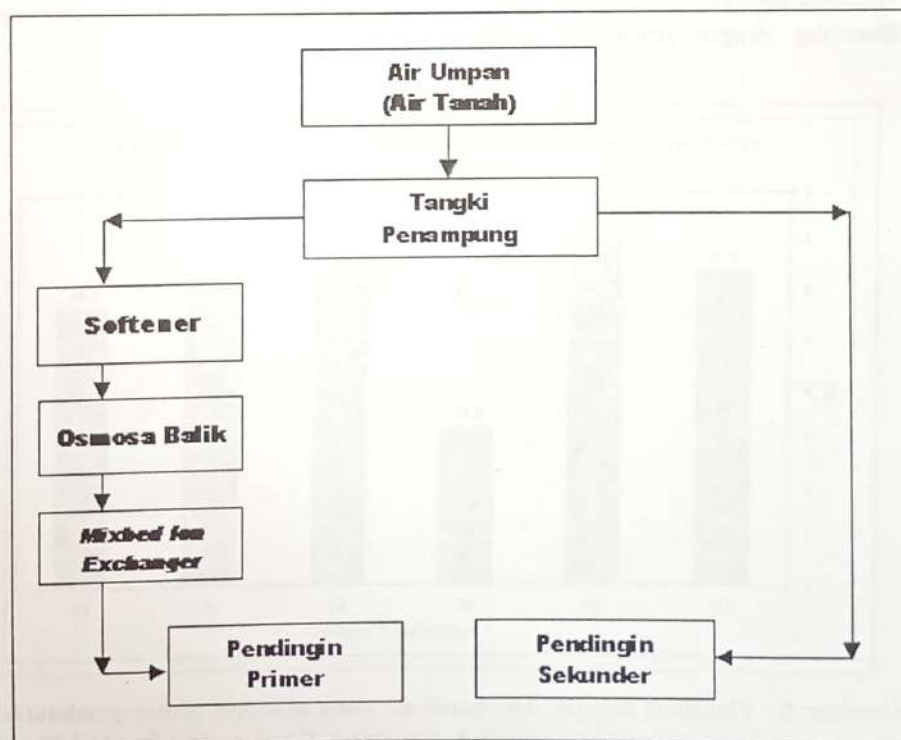 Air Umpan
(Air Tanah)
Tangki
Penampung
Softener
Osmosa Balik
Mixbed Ion
Exchanger
Pendingin
Primer
Pendingin
Sekunder